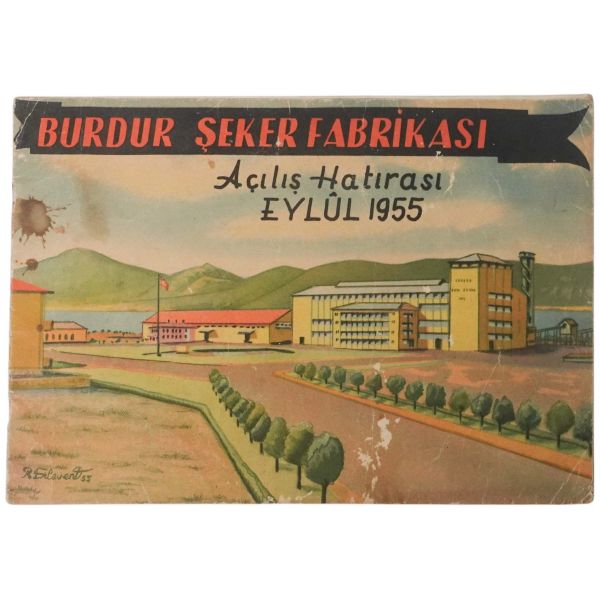 BURDUR ŞEKER FABRİKASI
Açılış Hatırası
EYLÛL 1955